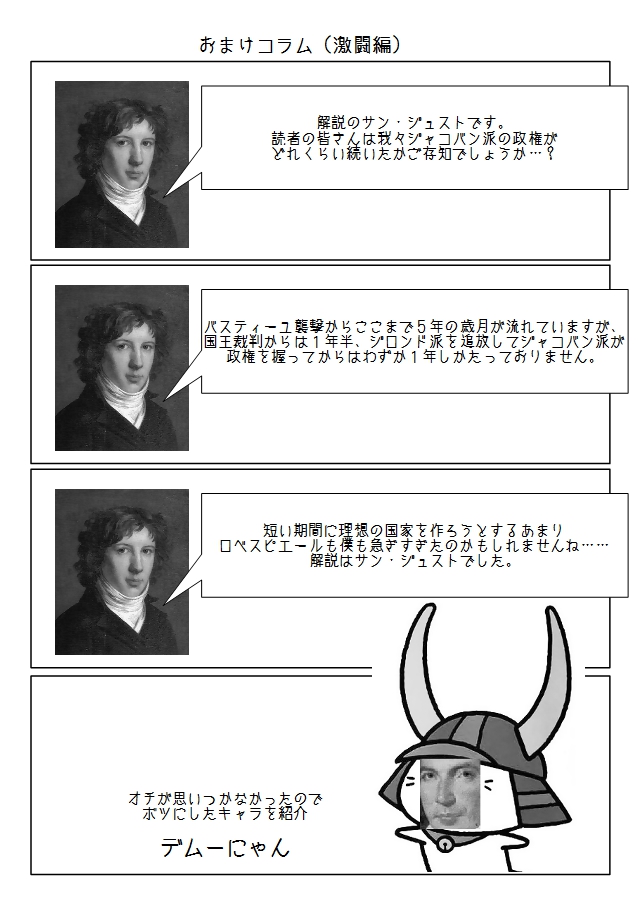 おまけコラム（激闘編）
解説のサン・ジュストです。
読者の皆さんは我々ジャコバン派の政権が
どれくらい続いたかご存知でしょうか…？
バスティーユ襲撃からここまで５年の歳月が流れていますが、
国王裁判からは１年半、ジロンド派を追放してジャコバン派が
政権を握ってからはわずか１年しかたっておりません。
短い期間に理想の国家を作ろうとするあまり
ロベスピエールも僕も急ぎすぎたのかもしれませんね……
解説はサン・ジュストでした。
オチが思いつかなかったので
ボツにしたキャラを紹介
デムーにゃん